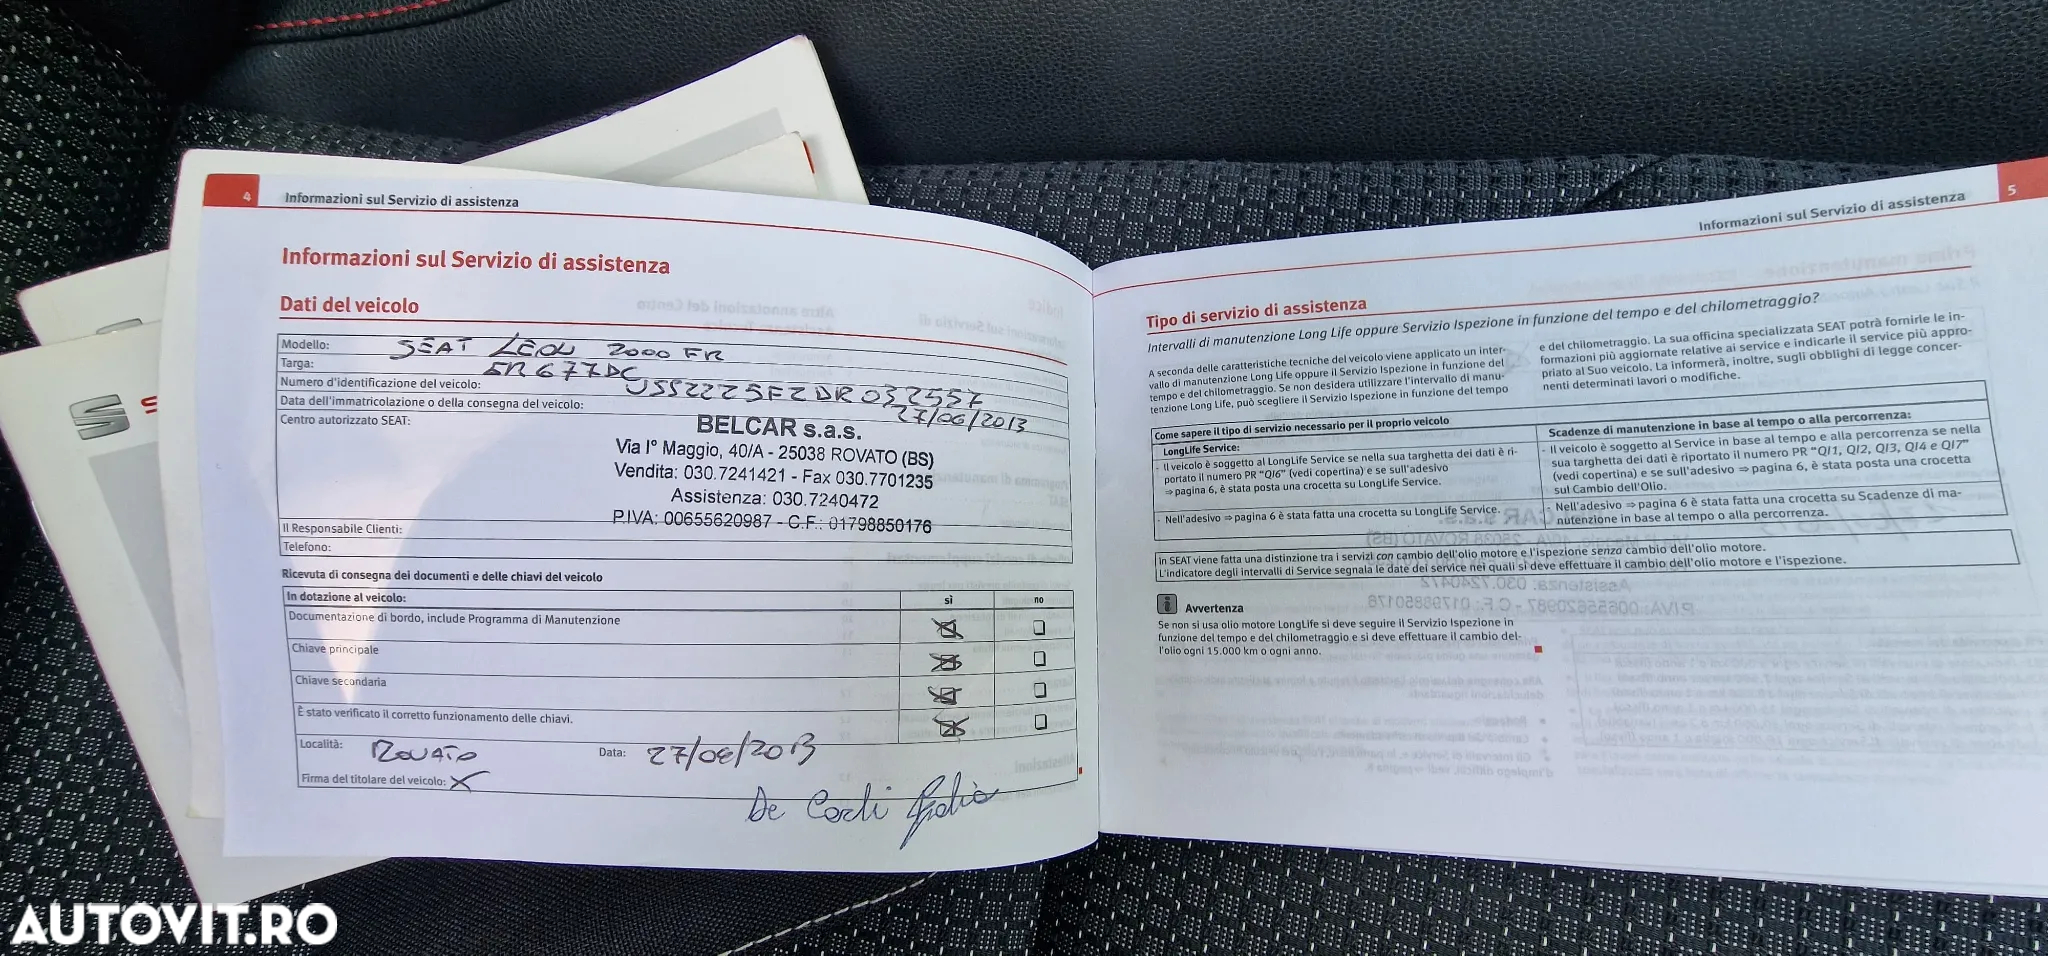 4 Informazioni sul Servizio di assistenza
Informazioni sul Servizio di assistenza
Dati del veicolo
Modello: SEAT LEON 2000 FR
Targa: ER677DC
Numero d'identificazione del veicolo: VSSZZZ5FZDR032557
Data dell'immatricolazione o della consegna del veicolo: 27/06/2013
Centro autorizzato SEAT:
BELCAR s.a.s.
Via I° Maggio, 40/A - 25038 ROVATO (BS)
Vendita: 030.7241421 - Fax 030.7701235
Assistenza: 030.7240472
P.IVA: 00655620987 - C.F.: 01798850176
Il Responsabile Clienti:
Telefono:
Ricevuta di consegna dei documenti e delle chiavi del veicolo
In dotazione al veicolo: sì no
Documentazione di bordo, include Programma di Manutenzione
Chiave principale
Chiave secondaria
È stato verificato il corretto funzionamento delle chiavi.
Località: ROVATO Data: 27/06/2013
Firma del titolare del veicolo: X
De Carli
Informazioni sul Servizio di assistenza 5
Tipo di servizio di assistenza
Intervalli di manutenzione Long Life oppure Servizio Ispezione in funzione del tempo e del chilometraggio?
A seconda delle caratteristiche tecniche del veicolo viene applicato un inter-
vallo di manutenzione Long Life oppure il Servizio Ispezione in funzione del
tempo e del chilometraggio. Se non desidera utilizzare l'intervallo di manu-
tenzione Long Life, può scegliere il Servizio Ispezione in funzione del tempo
e del chilometraggio. La sua officina specializzata SEAT potrà fornirle le in-
formazioni più aggiornate relative ai service e indicarle il service più appro-
priato al Suo veicolo. La informerà, inoltre, sugli obblighi di legge concer-
nenti determinati lavori o modifiche.
Come sapere il tipo di servizio necessario per il proprio veicolo
LongLife Service:
- Il veicolo è soggetto al LongLife Service se nella sua targhetta dei dati è ri-
portato il numero PR "QI6" (vedi copertina) e se sull'adesivo
⇒ pagina 6, è stata posta una crocetta su LongLife Service.
- Nell'adesivo ⇒ pagina 6 è stata fatta una crocetta su LongLife Service.
Scadenze di manutenzione in base al tempo o alla percorrenza:
- Il veicolo è soggetto al Service in base al tempo e alla percorrenza se nella
sua targhetta dei dati è riportato il numero PR "QI1, QI2, QI3, QI4 e QI7"
(vedi copertina) e se sull'adesivo ⇒ pagina 6, è stata posta una crocetta
sul Cambio dell'Olio.
- Nell'adesivo ⇒ pagina 6 è stata fatta una crocetta su Scadenze di ma-
nutenzione in base al tempo o alla percorrenza.
In SEAT viene fatta una distinzione tra i servizi con cambio dell'olio motore e l'ispezione senza cambio dell'olio motore.
L'indicatore degli intervalli di Service segnala le date dei service nei quali si deve effettuare il cambio dell'olio motore e l'ispezione.
i Avvertenza
Se non si usa olio motore LongLife si deve seguire il Servizio Ispezione in
funzione del tempo e del chilometraggio e si deve effettuare il cambio del-
l'olio ogni 15.000 km o ogni anno.
AUTOVIT.RO